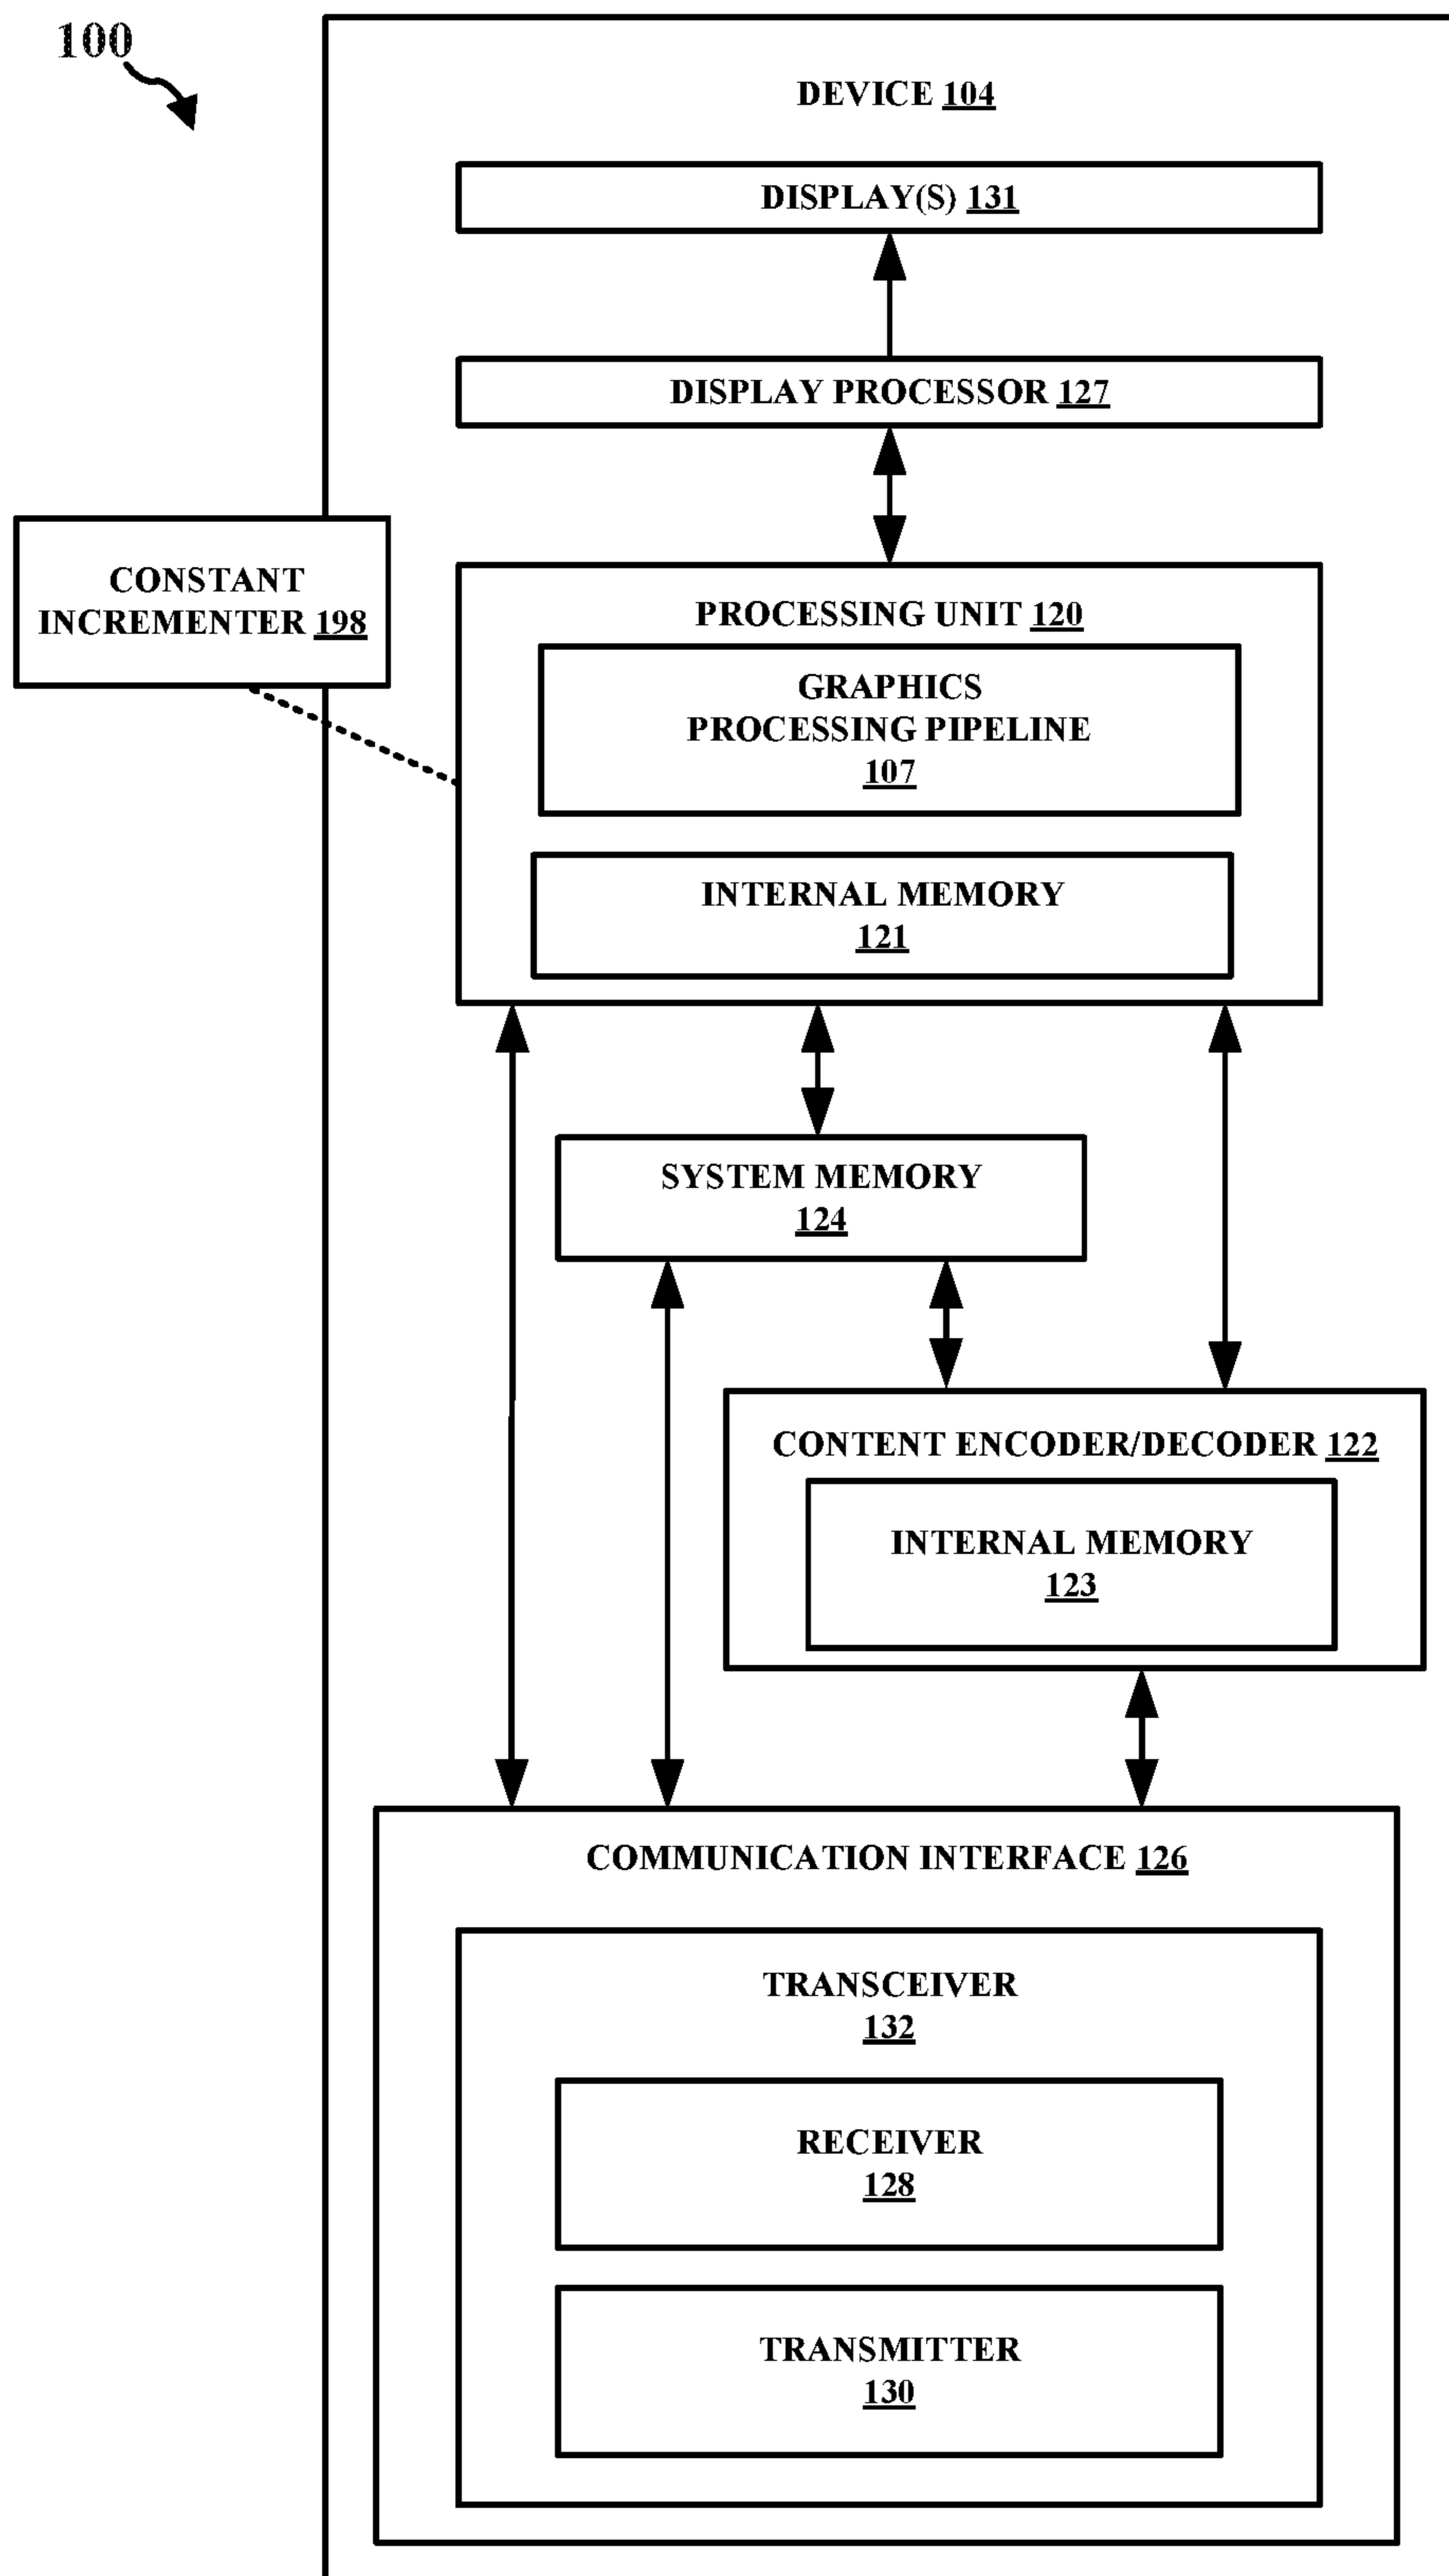 100
DEVICE 104
DISPLAY(S) 131
DISPLAY PROCESSOR 127
CONSTANT
INCREMENTER 198
PROCESSING UNIT 120
GRAPHICS
PROCESSING PIPELINE
107
INTERNAL MEMORY
121
SYSTEM MEMORY
124
CONTENT ENCODER/DECODER 122
INTERNAL MEMORY
123
COMMUNICATION INTERFACE 126
TRANSCEIVER
132
RECEIVER
128
TRANSMITTER
130